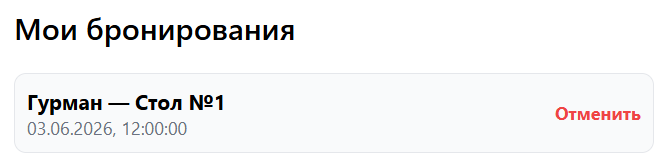 Мои бронирования
Гурман — Стол №1
Отменить
03.06.2026, 12:00:00